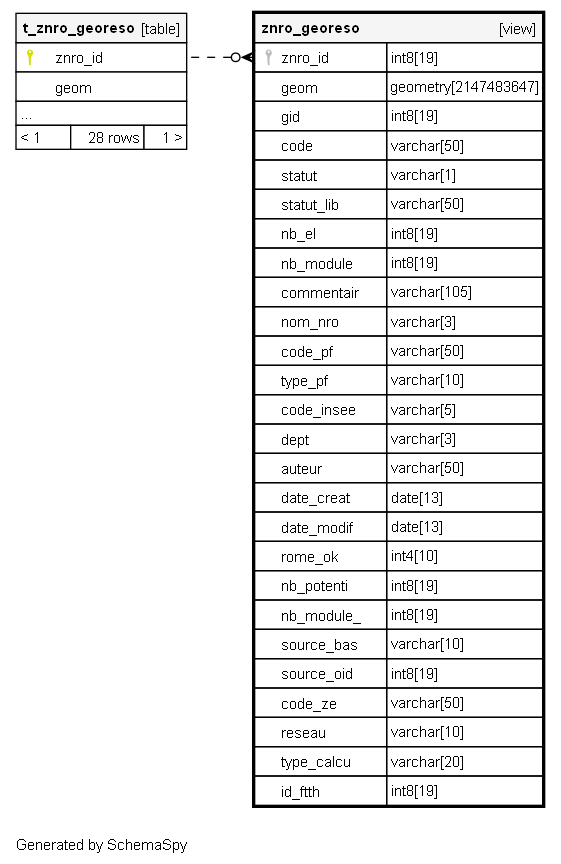 t_znro_georeso [table]
znro_id
geom
...
< 1 28 rows 1 >
znro_georeso [view]
znro_id int8[19]
geom geometry[2147483647]
gid int8[19]
code varchar[50]
statut varchar[1]
statut_lib varchar[50]
nb_el int8[19]
nb_module int8[19]
commentair varchar[105]
nom_nro varchar[3]
code_pf varchar[50]
type_pf varchar[10]
code_insee varchar[5]
dept varchar[3]
auteur varchar[50]
date_creat date[13]
date_modif date[13]
rome_ok int4[10]
nb_potenti int8[19]
nb_module_ int8[19]
source_bas varchar[10]
source_oid int8[19]
code_ze varchar[50]
reseau varchar[10]
type_calcu varchar[20]
id_ftth int8[19]
Generated by SchemaSpy